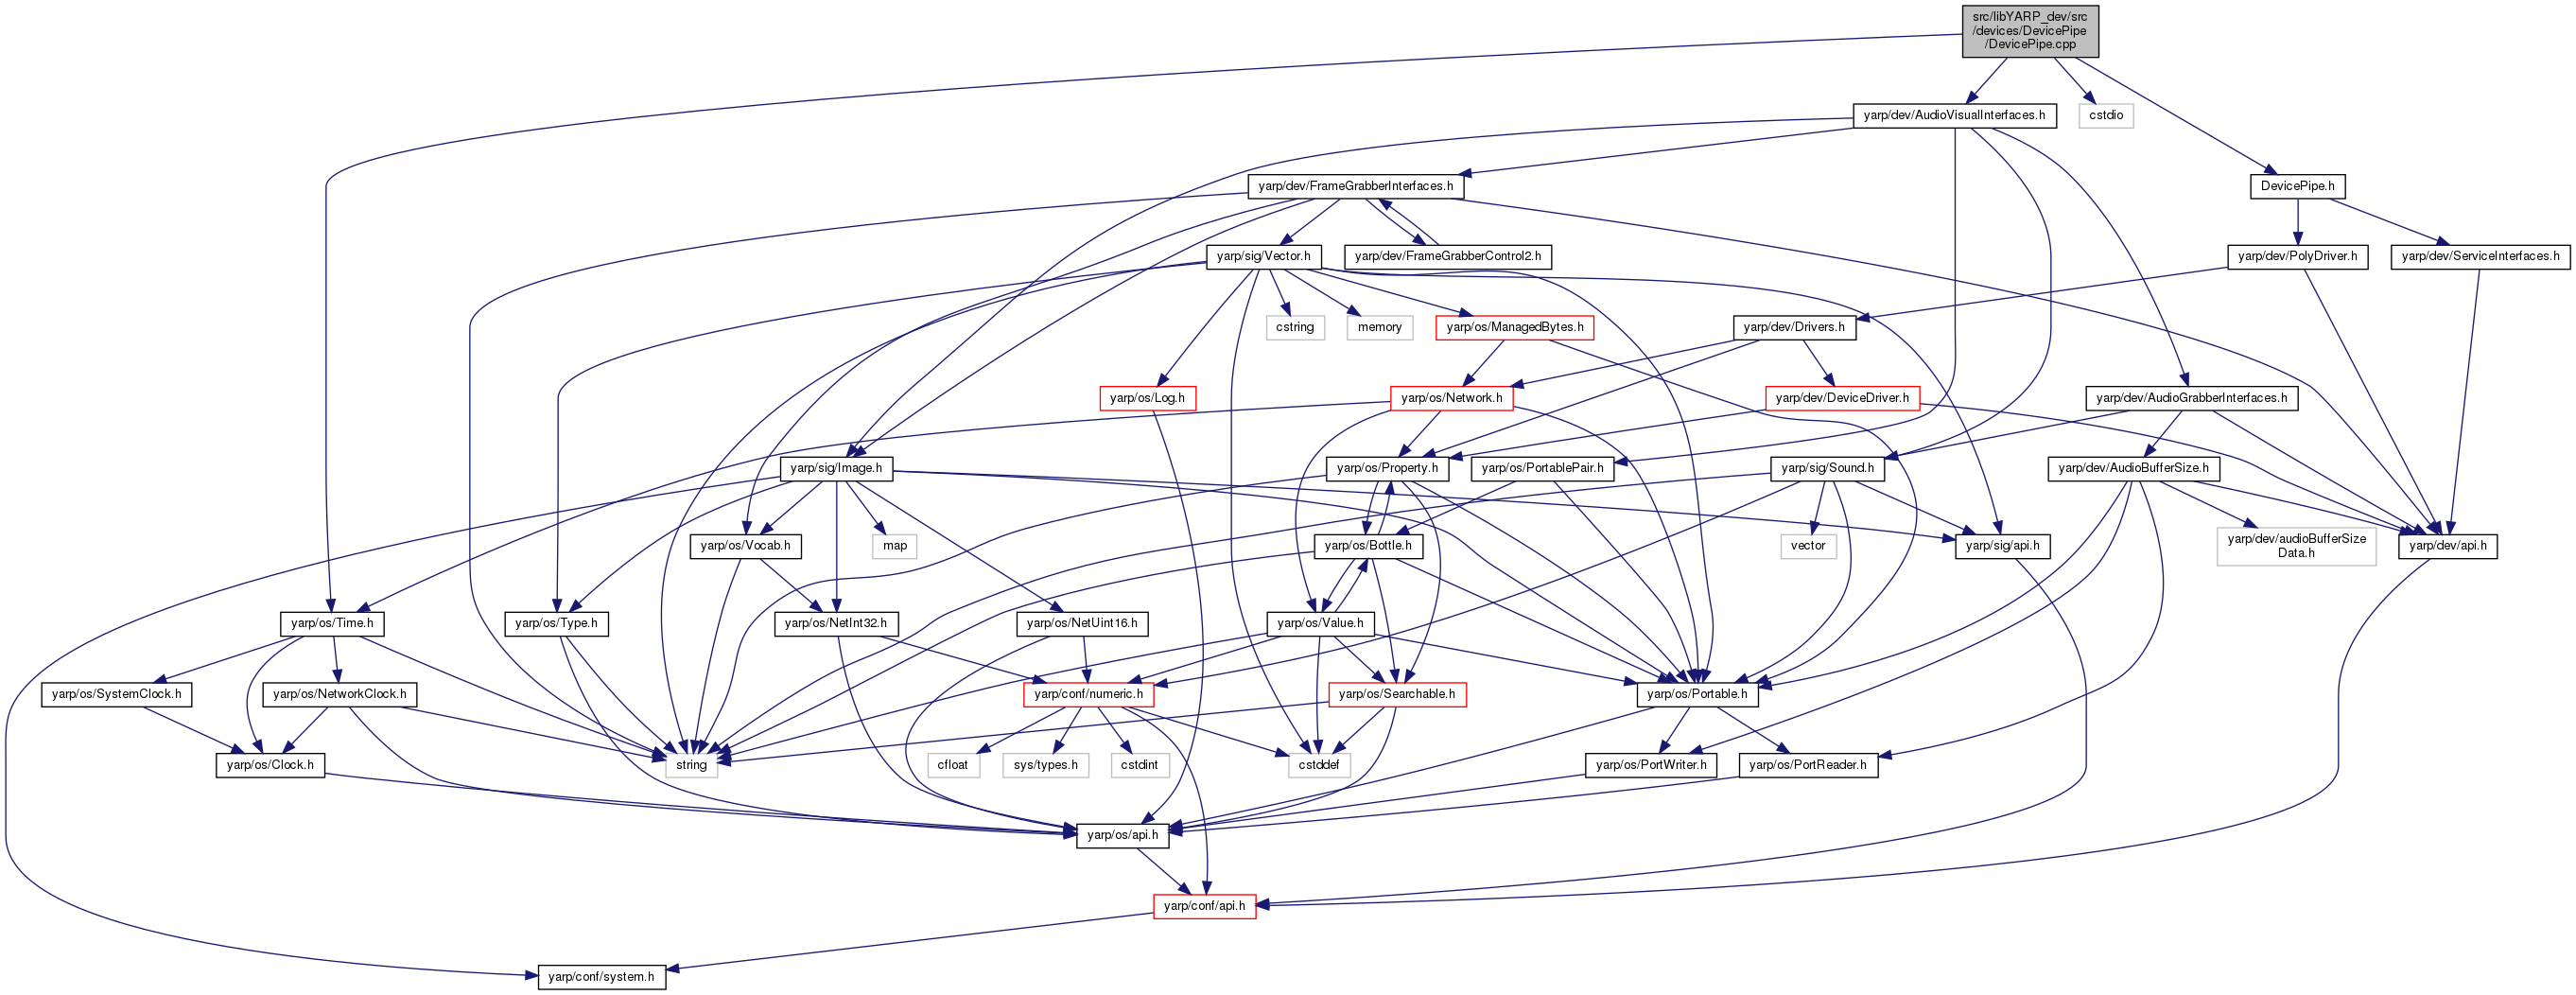 src/libYARP_dev/src
/devices/DevicePipe
/DevicePipe.cpp
yarp/dev/AudioVisualInterfaces.h
cstdio
yarp/dev/FrameGrabberInterfaces.h
DevicePipe.h
yarp/sig/Vector.h
yarp/dev/FrameGrabberControl2.h
yarp/dev/PolyDriver.h
yarp/dev/ServiceInterfaces.h
cstring
memory
yarp/os/ManagedBytes.h
yarp/dev/Drivers.h
yarp/os/Log.h
yarp/os/Network.h
yarp/dev/DeviceDriver.h
yarp/dev/AudioGrabberInterfaces.h
yarp/sig/Image.h
yarp/os/Property.h
yarp/os/PortablePair.h
yarp/sig/Sound.h
yarp/dev/AudioBufferSize.h
yarp/os/Vocab.h
map
yarp/os/Bottle.h
vector
yarp/sig/api.h
yarp/dev/audioBufferSize
Data.h
yarp/dev/api.h
yarp/os/Time.h
yarp/os/Type.h
yarp/os/NetInt32.h
yarp/os/NetUint16.h
yarp/os/Value.h
yarp/os/SystemClock.h
yarp/os/NetworkClock.h
yarp/conf/numeric.h
yarp/os/Searchable.h
yarp/os/Portable.h
yarp/os/Clock.h
string
cfloat
sys/types.h
cstdint
cstddef
yarp/os/PortWriter.h
yarp/os/PortReader.h
yarp/os/api.h
yarp/conf/api.h
yarp/conf/system.h